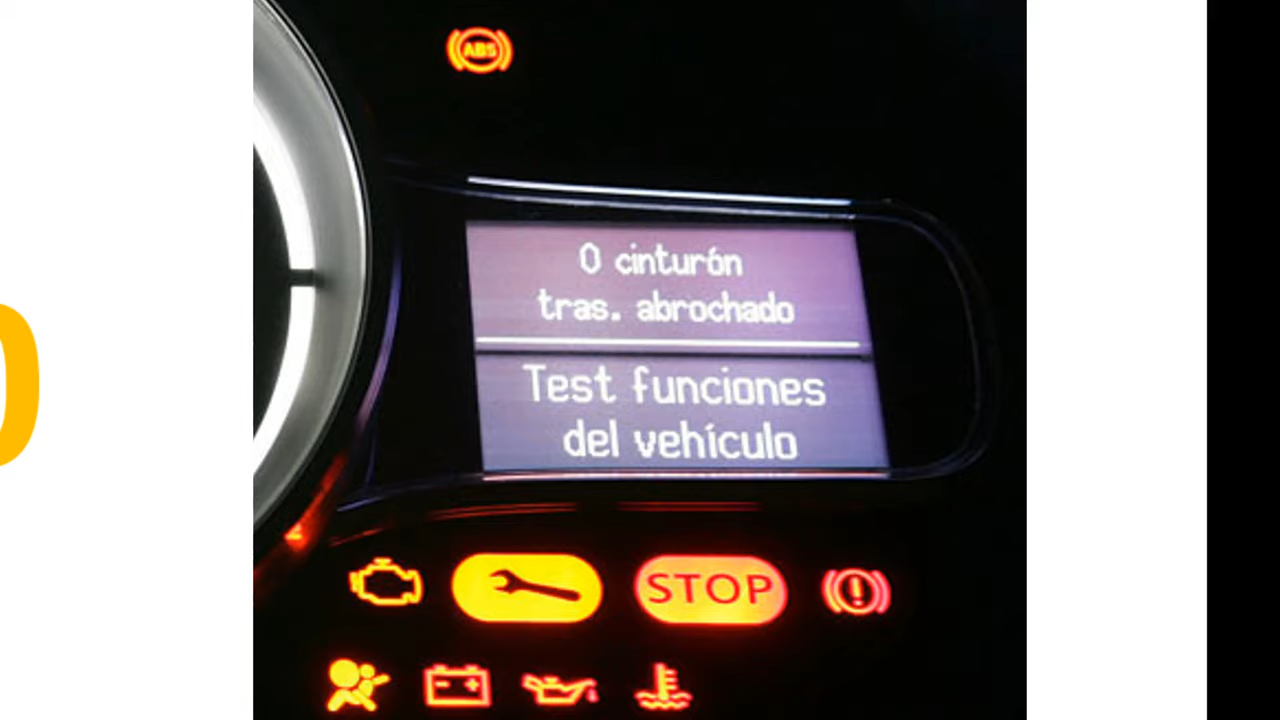 ABS
0 cinturón
tras. abrochado
Test funciones
del vehículo
STOP